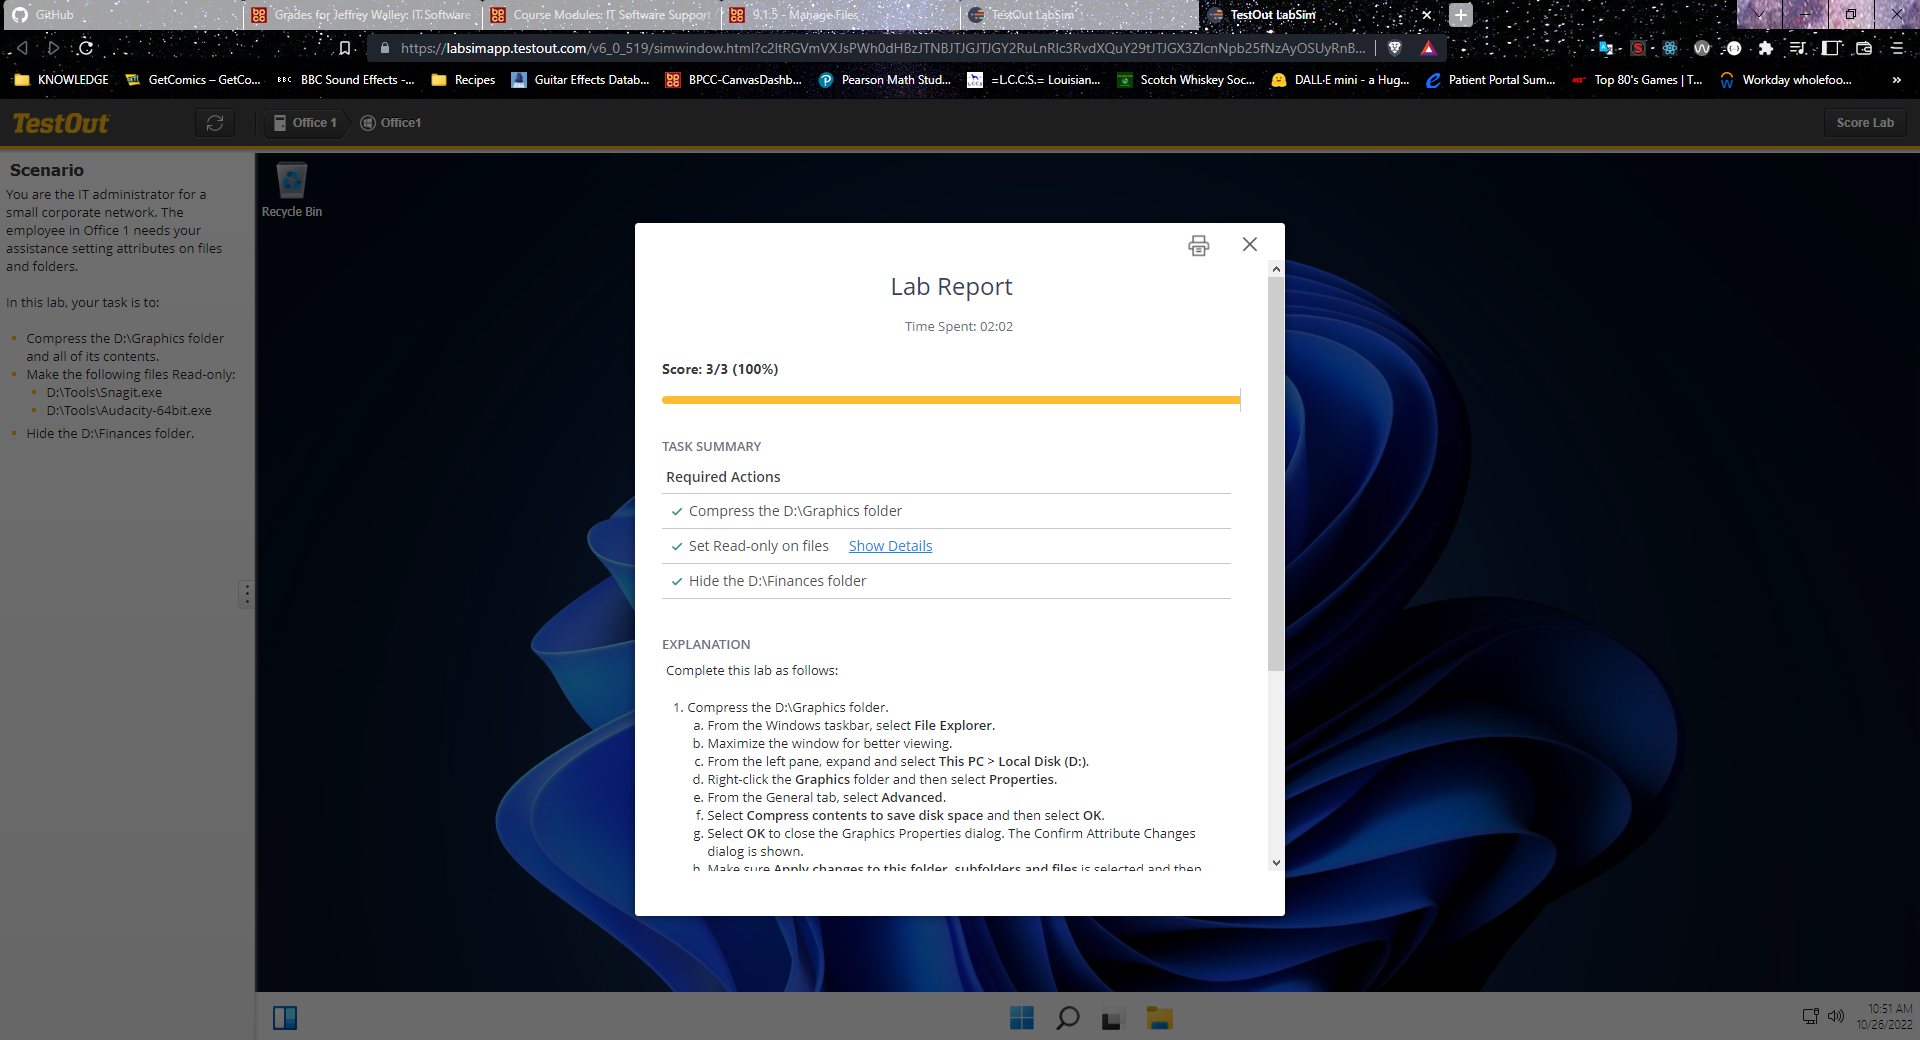 GitHub
Grades for Jeffrey Walley: IT Software
Course Modules: IT Software Support
9.1.5 - Manage Files
TestOut LabSim
TestOut LabSim
https://labsimapp.testout.com/v6_0_519/simwindow.html?
KNOWLEDGE
GetComics – GetCo...
BBC BBC Sound Effects -...
Recipes
Guitar Effects Datab...
BPCC-CanvasDashb...
Pearson Math Stud...
=L.C.C.S.= Louisian...
Scotch Whiskey Soc...
DALL·E mini - a Hug...
Patient Portal Sum...
Top 80's Games | T...
Workday wholefoo...
»
TestOut
Office 1
Office1
Score Lab
Scenario
You are the IT administrator for a
small corporate network. The
employee in Office 1 needs your
assistance setting attributes on files
and folders.
In this lab, your task is to:
Compress the D:\Graphics folder
and all of its contents.
Make the following files Read-only:
D:\Tools\Snagit.exe
D:\Tools\Audacity-64bit.exe
Hide the D:\Finances folder.
Recycle Bin
Lab Report
Time Spent: 02:02
Score: 3/3 (100%)
TASK SUMMARY
Required Actions
Compress the D:\Graphics folder
Set Read-only on files Show Details
Hide the D:\Finances folder
EXPLANATION
Complete this lab as follows:
1. Compress the D:\Graphics folder.
a. From the Windows taskbar, select File Explorer.
b. Maximize the window for better viewing.
c. From the left pane, expand and select This PC > Local Disk (D:).
d. Right-click the Graphics folder and then select Properties.
e. From the General tab, select Advanced.
f. Select Compress contents to save disk space and then select OK.
g. Select OK to close the Graphics Properties dialog. The Confirm Attribute Changes
dialog is shown.
h. Make sure Apply changes to this folder, subfolders and files is selected and then
10:51 AM
10/26/2022